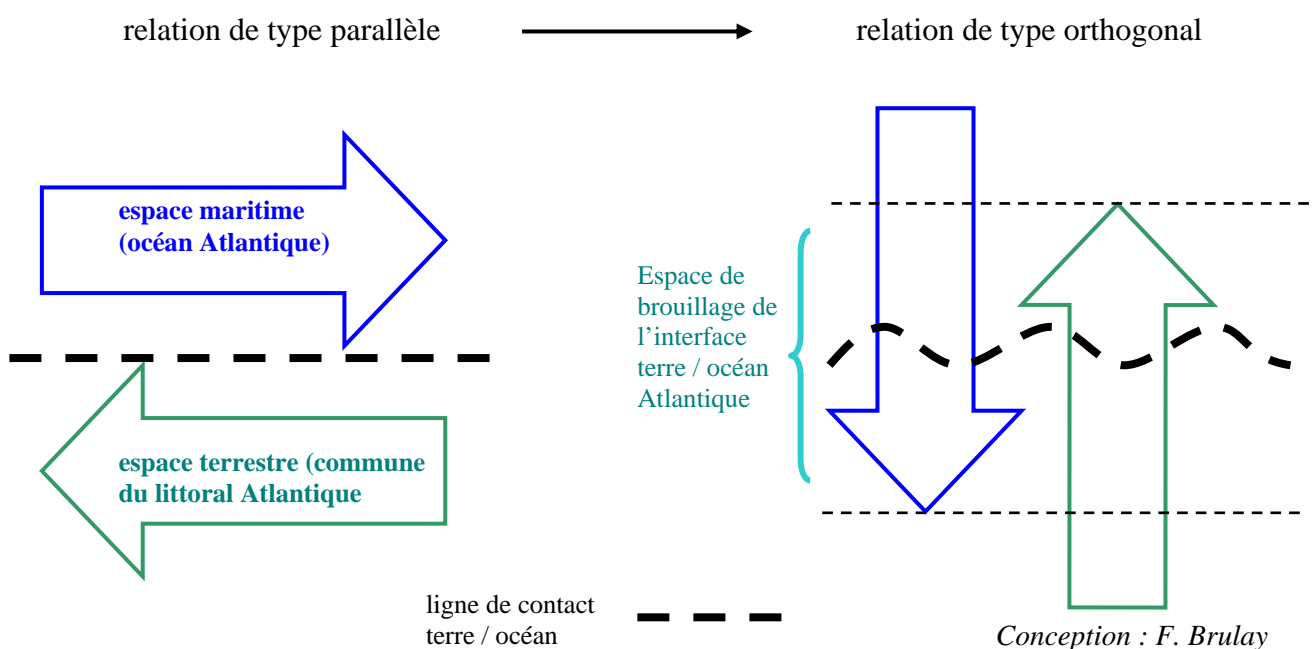 relation de type parallèle
relation de type orthogonal
espace maritime
(océan Atlantique)
Espace de
brouillage de
l’interface
terre / océan
Atlantique
espace terrestre (commune
du littoral Atlantique
ligne de contact
terre / océan
Conception : F. Brulay